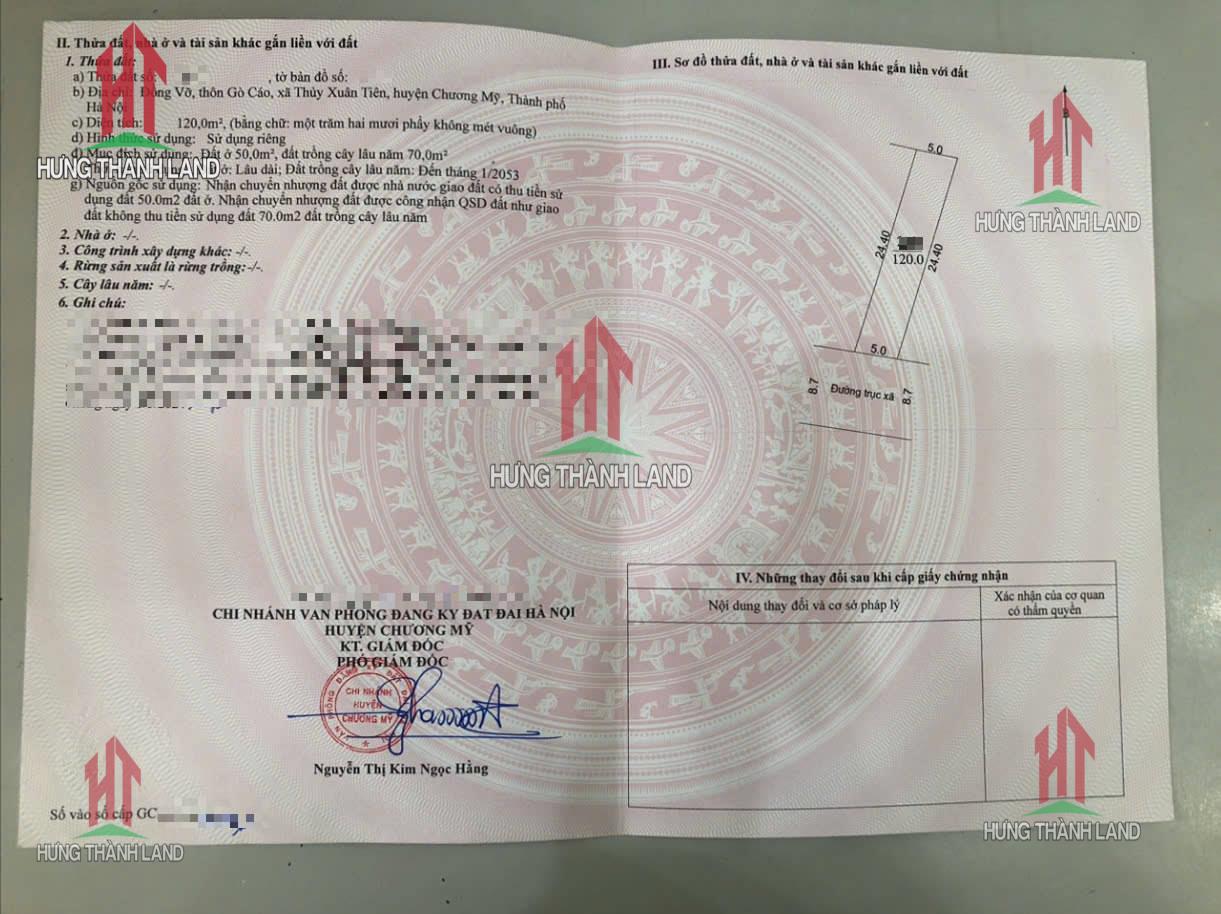 II. Thửa đất, nhà ở và tài sản khác gắn liền với đất
1. Thửa đất:
a) Thửa đất số: , tờ bản đồ số:
b) Địa chỉ: Đồng Vỡ, thôn Gò Cáo, xã Thủy Xuân Tiên, huyện Chương Mỹ, Thành phố
Hà Nội
c) Diện tích: 120,0m², (bằng chữ: một trăm hai mươi phẩy không mét vuông)
d) Hình thức sử dụng: Sử dụng riêng
đ) Mục đích sử dụng: Đất ở 50,0m², đất trồng cây lâu năm 70,0m²
ở: Lâu dài; Đất trồng cây lâu năm: Đến tháng 1/2053
g) Nguồn gốc sử dụng: Nhận chuyển nhượng đất được nhà nước giao đất có thu tiền sử
dụng đất 50.0m2 đất ở. Nhận chuyển nhượng đất được công nhận QSD đất như giao
đất không thu tiền sử dụng đất 70.0m2 đất trồng cây lâu năm
2. Nhà ở: -/-.
3. Công trình xây dựng khác: -/-.
4. Rừng sản xuất là rừng trồng: -/-.
5. Cây lâu năm: -/-.
6. Ghi chú:
CHI NHÁNH VĂN PHÒNG ĐĂNG KÝ ĐẤT ĐAI HÀ NỘI
HUYỆN CHƯƠNG MỸ
KT. GIÁM ĐỐC
PHÓ GIÁM ĐỐC
CHI NHÁNH
HUYỆN
CHƯƠNG MỸ
Nguyễn Thị Kim Ngọc Hằng
Số vào sổ cấp GC
III. Sơ đồ thửa đất, nhà ở và tài sản khác gắn liền với đất
B
5.0
24.40
120.0
24.40
5.0
8.7
Đường trục xã
8.7
IV. Những thay đổi sau khi cấp giấy chứng nhận
Nội dung thay đổi và cơ sở pháp lý
Xác nhận của cơ quan
có thẩm quyền
HƯNG THÀNH LAND
HƯNG THÀNH LAND
HƯNG THÀNH LAND
HƯNG THÀNH LAND
HƯNG THÀNH LAND